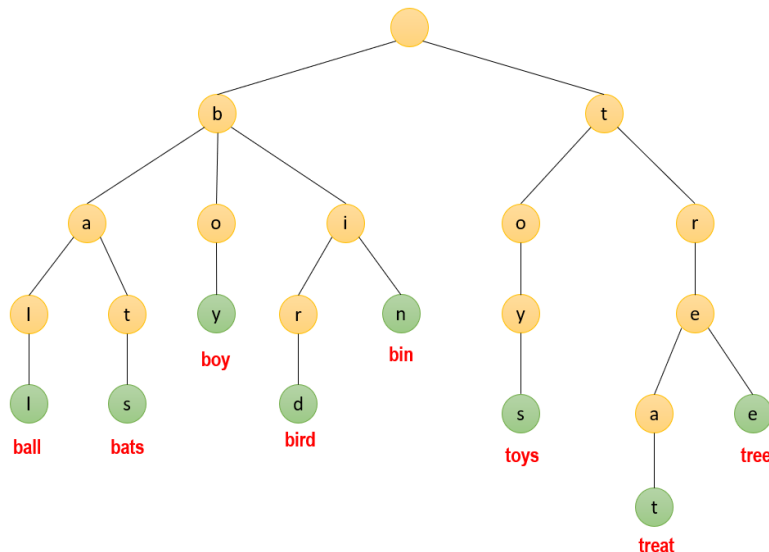 b t
a o i o r
l t y r n y e
boy bin
l s d s a e
ball bats bird toys tree
t
treat